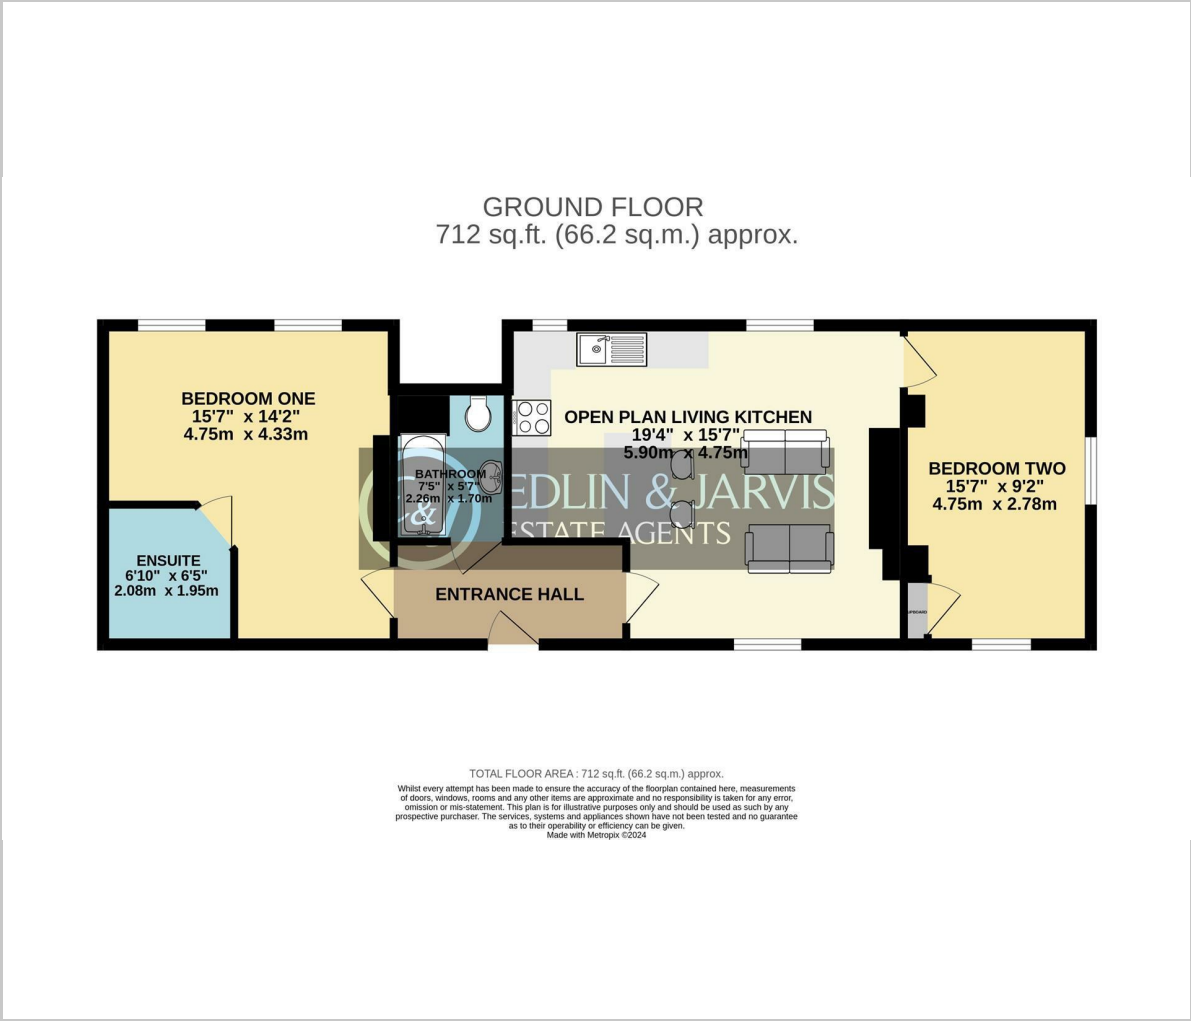 GROUND FLOOR
712 sq.ft. (66.2 sq.m.) approx.
BEDROOM ONE
15'7" x 14'2"
4.75m x 4.33m
OPEN PLAN LIVING KITCHEN
19'4" x 15'7"
5.90m x 4.75m
BEDROOM TWO
15'7" x 9'2"
4.75m x 2.78m
BATHROOM
7'5" x 5'7"
2.26m x 1.70m
EDLIN & JARVIS
ESTATE AGENTS
&
ENSUITE
6'10" x 6'5"
2.08m x 1.95m
ENTRANCE HALL
TOTAL FLOOR AREA : 712 sq.ft. (66.2 sq.m.) approx.
Whilst every attempt has been made to ensure the accuracy of the floorplan contained here, measurements
of doors, windows, rooms and any other items are approximate and no responsibility is taken for any error,
omission or mis-statement. This plan is for illustrative purposes only and should be used as such by any
prospective purchaser. The services, systems and appliances shown have not been tested and no guarantee
as to their operability or efficiency can be given.
Made with Metropix ©2024